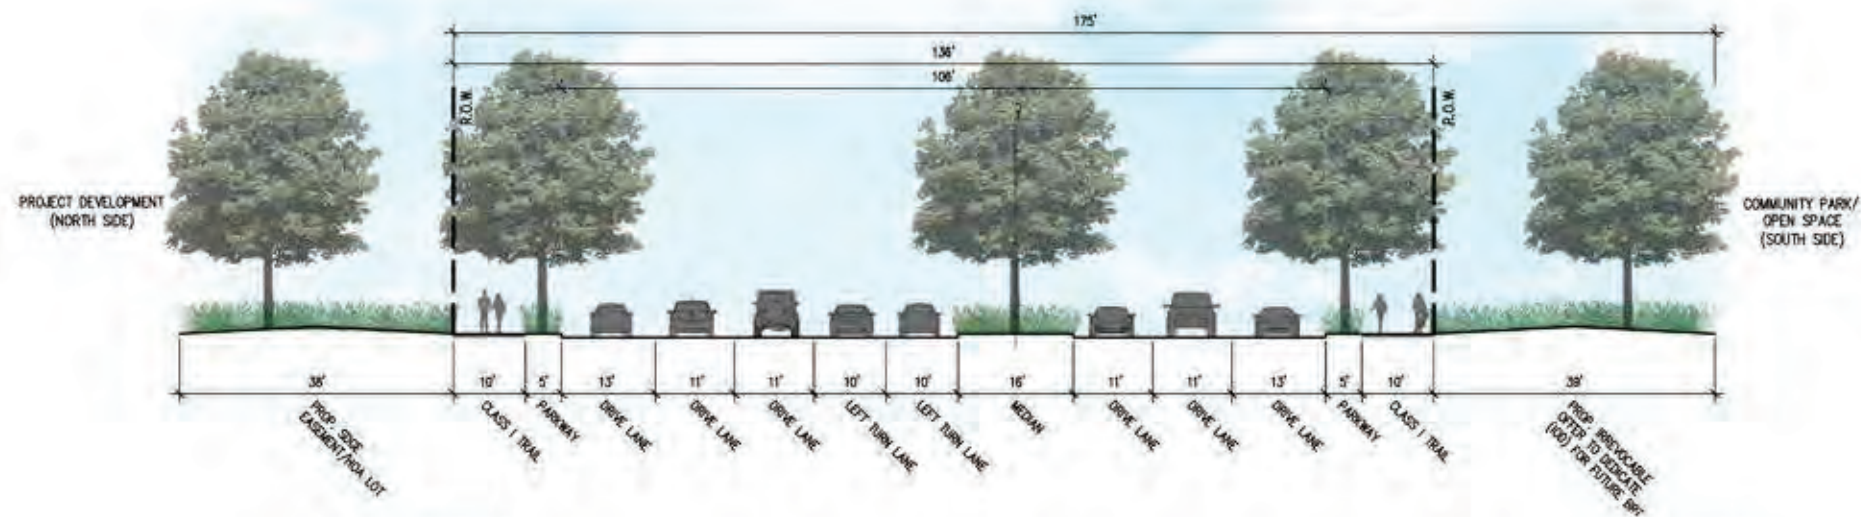 175'
136'
106'
R.O.W.
R.O.W.
PROJECT DEVELOPMENT
(NORTH SIDE)
COMMUNITY PARK/
OPEN SPACE
(SOUTH SIDE)
38'
10'
5'
13'
11'
11'
10'
10'
16'
11'
11'
13'
5'
10'
39'
PROP. SDGE
EASEMENT/HOA LOT
CLASS I TRAIL
PARKWAY
DRIVE LANE
DRIVE LANE
DRIVE LANE
LEFT TURN LANE
LEFT TURN LANE
MEDIAN
DRIVE LANE
DRIVE LANE
DRIVE LANE
PARKWAY
CLASS I TRAIL
PROP. IRREVOCABLE
OFFER TO DEDICATE
(IOD) FOR FUTURE BRT